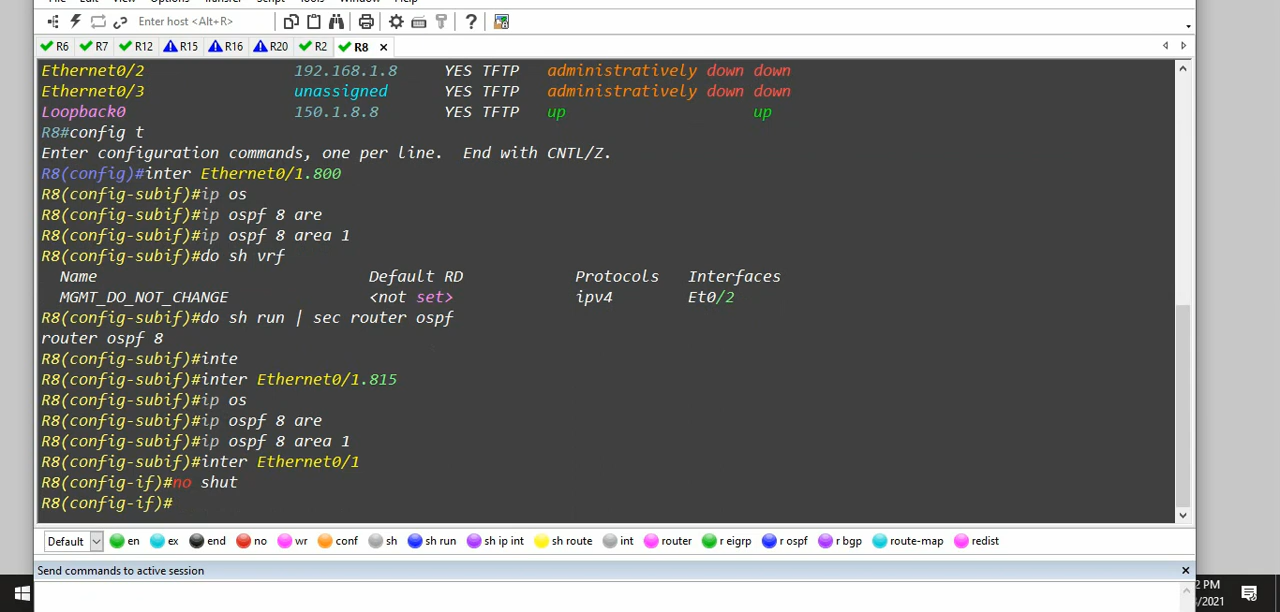 Enter host <Alt+R>
R6 R7 R12 R15 R16 R20 R2 R8
Ethernet0/2 192.168.1.8 YES TFTP administratively down down
Ethernet0/3 unassigned YES TFTP administratively down down
Loopback0 150.1.8.8 YES TFTP up up
R8#config t
Enter configuration commands, one per line. End with CNTL/Z.
R8(config)#inter Ethernet0/1.800
R8(config-subif)#ip os
R8(config-subif)#ip ospf 8 are
R8(config-subif)#ip ospf 8 area 1
R8(config-subif)#do sh vrf
Name Default RD Protocols Interfaces
MGMT_DO_NOT_CHANGE <not set> ipv4 Et0/2
R8(config-subif)#do sh run | sec router ospf
router ospf 8
R8(config-subif)#inte
R8(config-subif)#inter Ethernet0/1.815
R8(config-subif)#ip os
R8(config-subif)#ip ospf 8 are
R8(config-subif)#ip ospf 8 area 1
R8(config-subif)#inter Ethernet0/1
R8(config-if)#no shut
R8(config-if)#
Default en ex end no wr conf sh sh run sh ip int sh route int router r eigrp r ospf r bgp route-map redist
Send commands to active session
2 PM
/2021